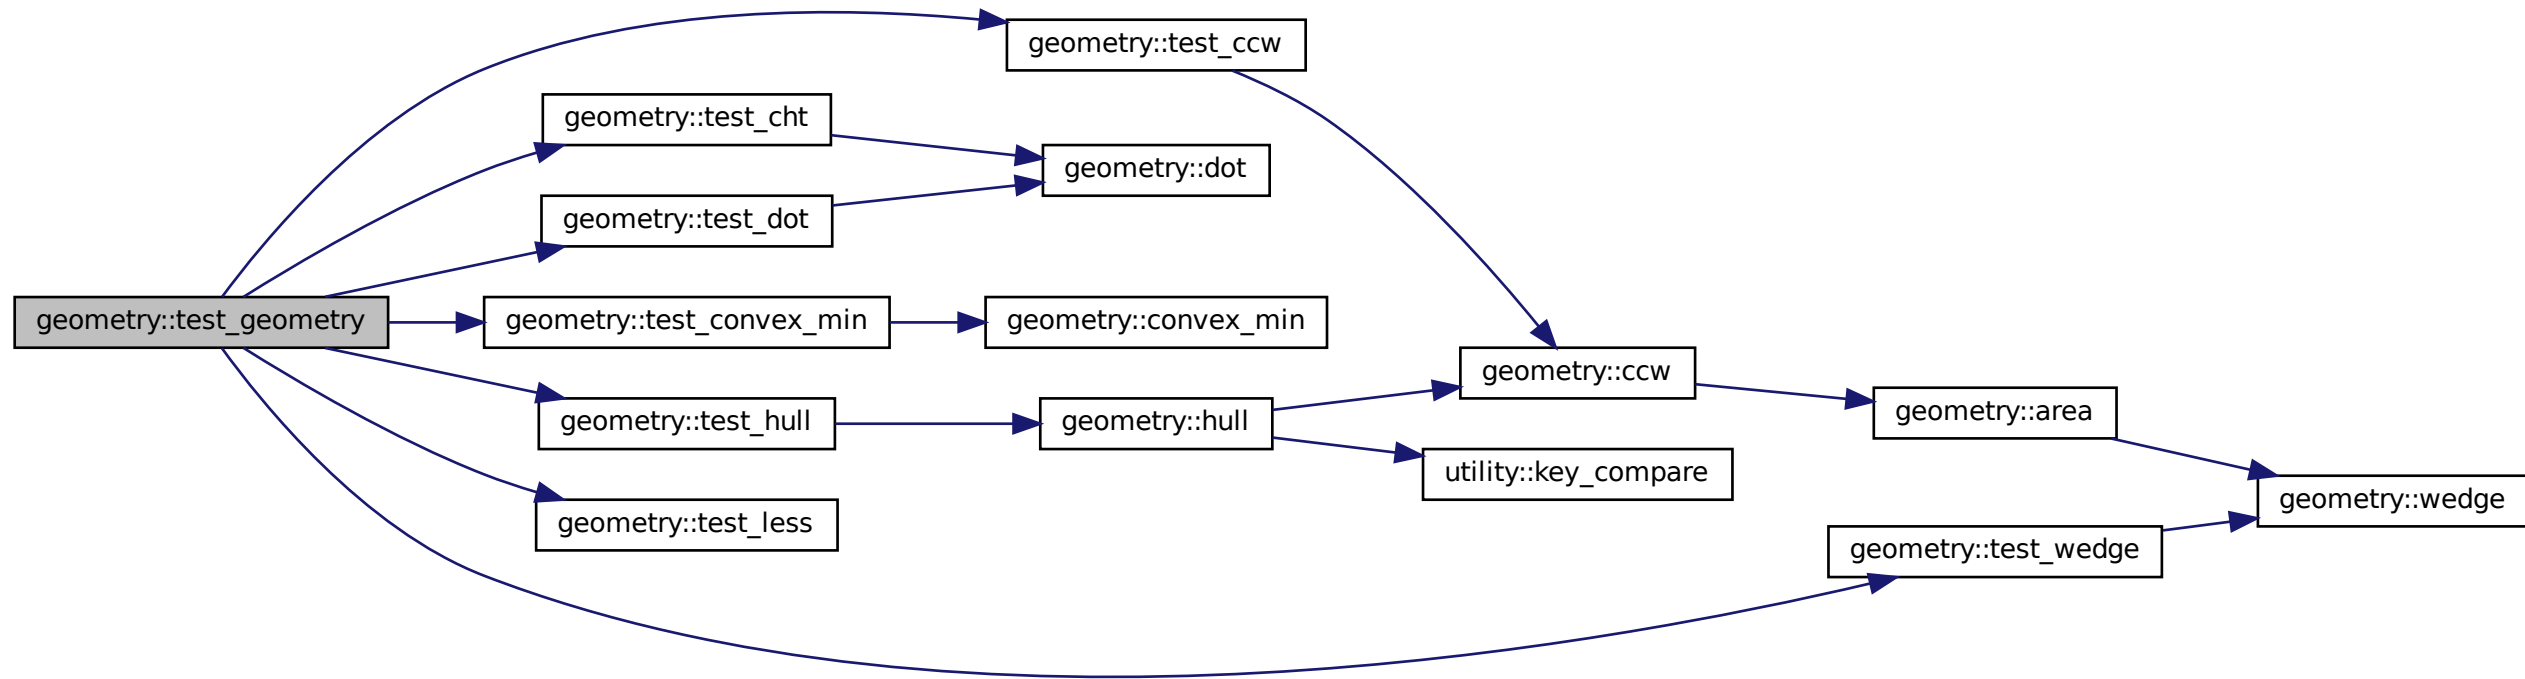 geometry::test_ccw
geometry::test_cht
geometry::dot
geometry::test_dot
geometry::test_geometry
geometry::test_convex_min
geometry::convex_min
geometry::ccw
geometry::test_hull
geometry::hull
geometry::area
utility::key_compare
geometry::wedge
geometry::test_less
geometry::test_wedge